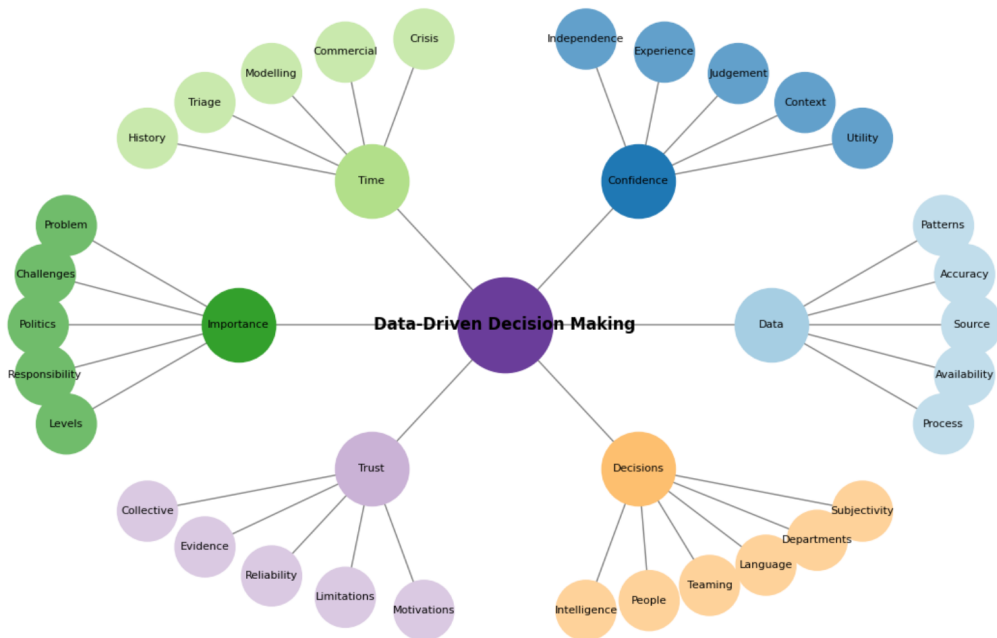 Crisis
Commercial
Modelling
Triage
History
Time
Independence
Experience
Judgement
Context
Utility
Confidence
Problem
Challenges
Politics
Responsibility
Levels
Importance
Data-Driven Decision Making
Data
Patterns
Accuracy
Source
Availability
Process
Trust
Collective
Evidence
Reliability
Limitations
Motivations
Decisions
Subjectivity
Departments
Language
Teaming
People
Intelligence